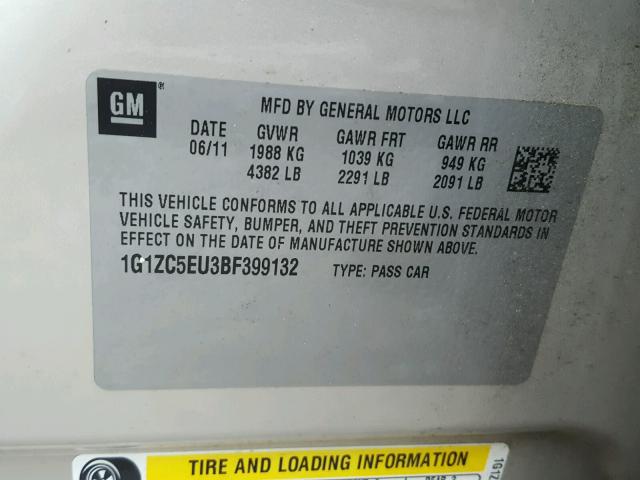 GM
®
MFD BY GENERAL MOTORS LLC
DATE GVWR GAWR FRT GAWR RR
06/11 1988 KG 1039 KG 949 KG
4382 LB 2291 LB 2091 LB
THIS VEHICLE CONFORMS TO ALL APPLICABLE U.S. FEDERAL MOTOR
VEHICLE SAFETY, BUMPER, AND THEFT PREVENTION STANDARDS IN
EFFECT ON THE DATE OF MANUFACTURE SHOWN ABOVE.
1G1ZC5EU3BF399132 TYPE: PASS CAR
TIRE AND LOADING INFORMATION
1G1Z